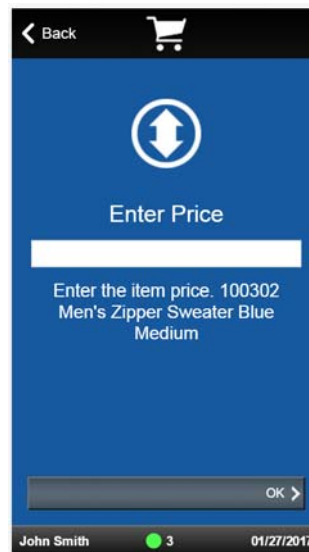 Back
Enter Price
Enter the item price. 100302
Men's Zipper Sweater Blue
Medium
OK
John Smith 3 01/27/2017